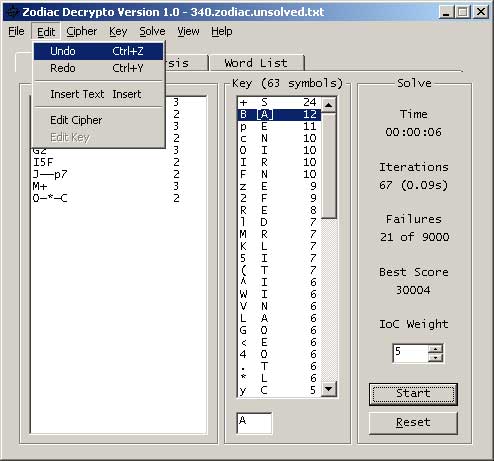 Zodiac Decrypto Version 1.0 - 340.zodiac.unsolved.txt
File Edit Cipher Key Solve View Help
Undo Ctrl+Z
Redo Ctrl+Y
Insert Text Insert
Edit Cipher
Edit Key
Word List
3
2
2
G2 3
I5F 2
J——p7 2
M+ 3
O—*—C 2
Key (63 symbols)
+ S 24
B [A] 12
p E 11
c N 10
O I 10
I R 10
F N 10
z E 9
2 F 9
R E 8
l D 7
M R 7
K L 7
5 I 7
( T 7
^ I 6
W I 6
V N 6
L A 6
G O 6
< E 6
4 O 6
. T 6
* L 6
y C 5
A
Solve
Time
00:00:06
Iterations
67 (0.09s)
Failures
21 of 9000
Best Score
30004
IoC Weight
5
Start
Reset